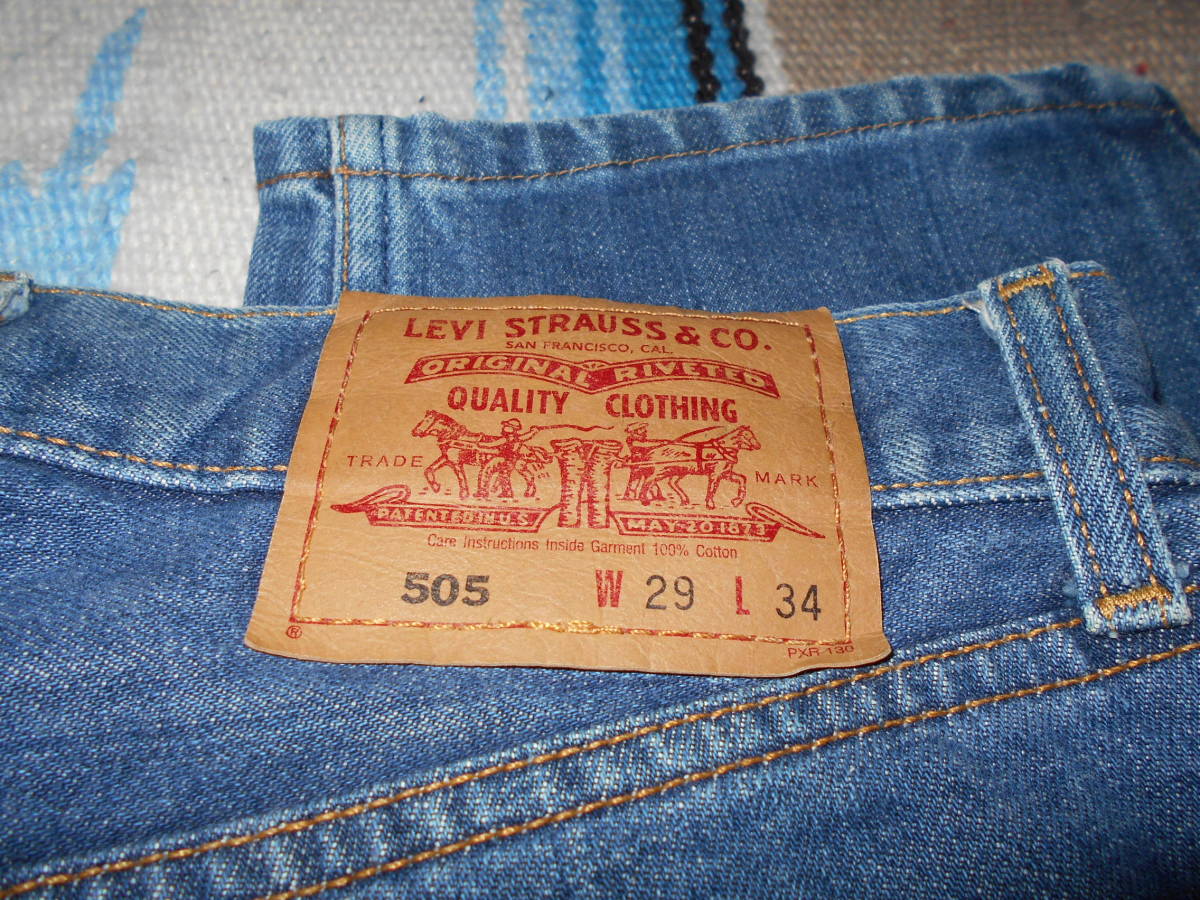 LEVI STRAUSS & CO.
SAN FRANCISCO, CAL.
ORIGINAL RIVETED
QUALITY CLOTHING
TRADE MARK
PATENTED IN U.S. MAY 20 1873
Care Instructions Inside Garment 100% Cotton
505 W 29 L 34
® PXR-130